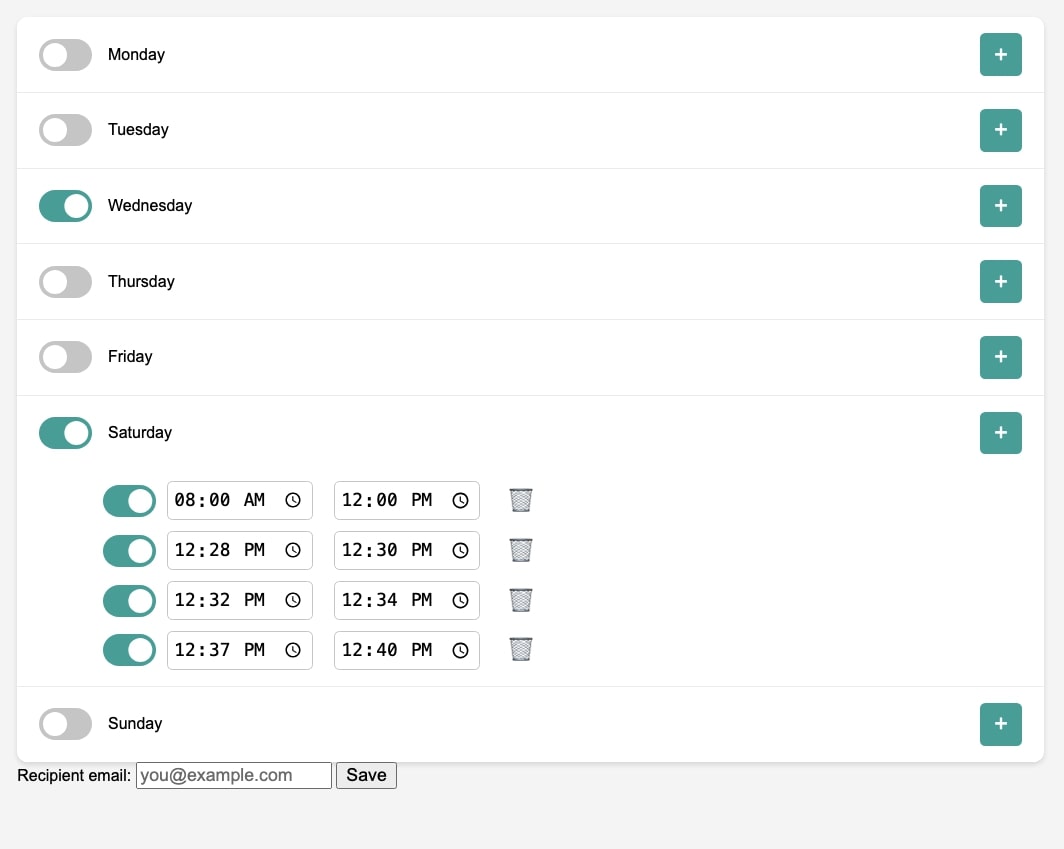 Monday +
Tuesday +
Wednesday +
Thursday +
Friday +
Saturday +
08:00 AM 12:00 PM
12:28 PM 12:30 PM
12:32 PM 12:34 PM
12:37 PM 12:40 PM
Sunday +
Recipient email: you@example.com Save